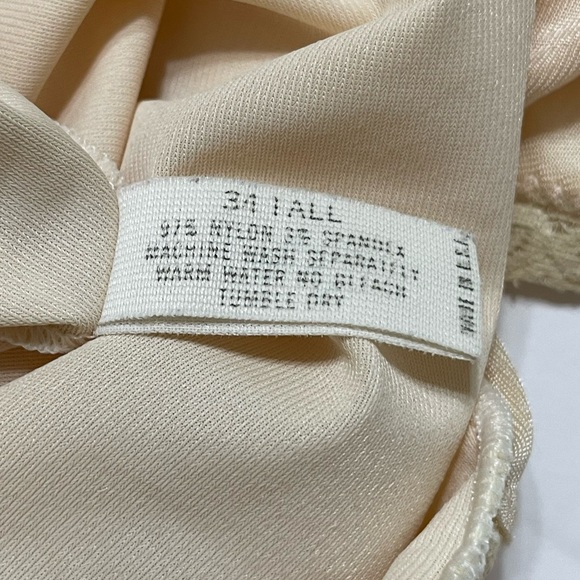 34 TALL
97% NYLON 3% SPANDEX
MACHINE WASH SEPARATELY
WARM WATER NO BLEACH
TUMBLE DRY
MADE IN U.S.A.